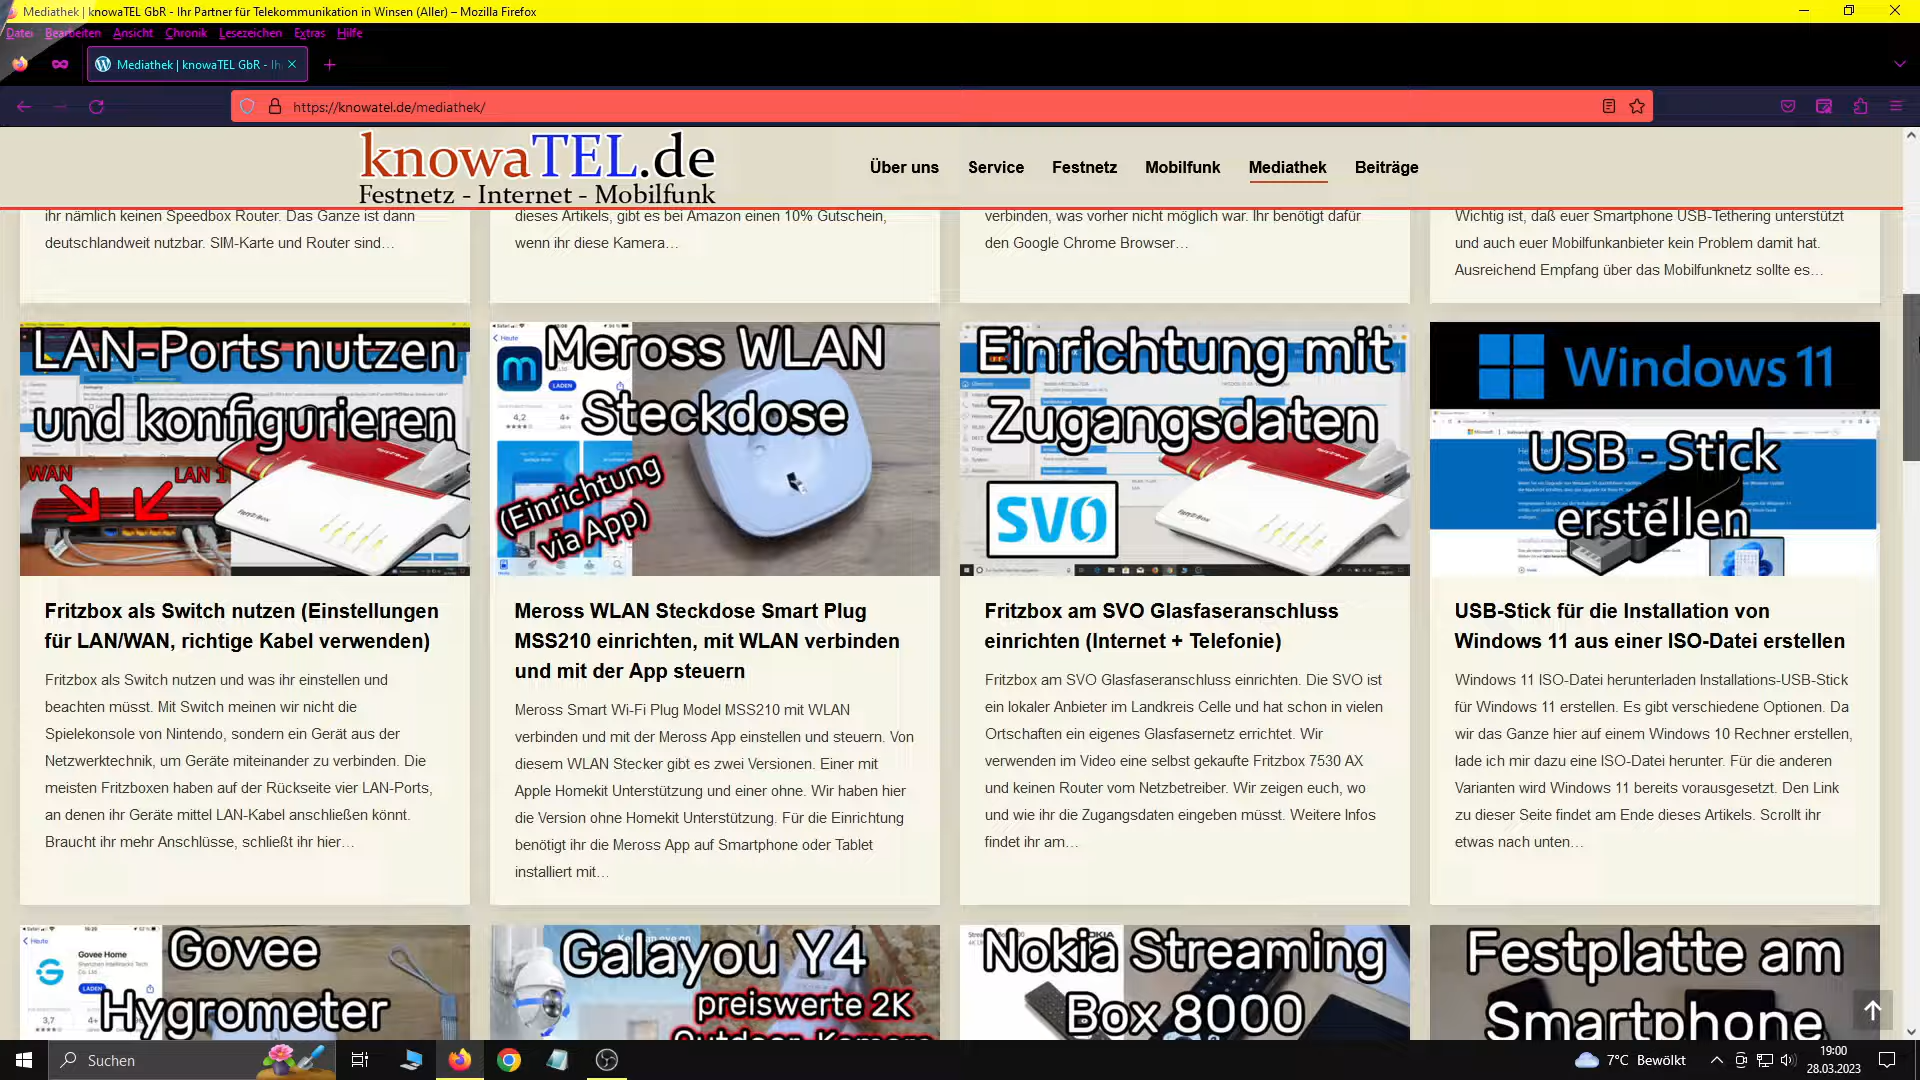 Mediathek | knowaTEL GbR - Ihr Partner für Telekommunikation in Winsen (Aller) – Mozilla Firefox
Datei Bearbeiten Ansicht Chronik Lesezeichen Extras Hilfe
Mediathek | knowaTEL GbR - Ih
https://knowatel.de/mediathek/
knowaTEL.de
Festnetz - Internet - Mobilfunk
Über uns Service Festnetz Mobilfunk Mediathek Beiträge
ihr nämlich keinen Speedbox Router. Das Ganze ist dann
deutschlandweit nutzbar. SIM-Karte und Router sind…
dieses Artikels, gibt es bei Amazon einen 10% Gutschein,
wenn ihr diese Kamera…
verbinden, was vorher nicht möglich war. Ihr benötigt dafür
den Google Chrome Browser…
Wichtig ist, daß euer Smartphone USB-Tethering unterstützt
und auch euer Mobilfunkanbieter kein Problem damit hat.
Ausreichend Empfang über das Mobilfunknetz sollte es…
LAN-Ports nutzen
und konfigurieren
WAN LAN 1
Fritzbox als Switch nutzen (Einstellungen
für LAN/WAN, richtige Kabel verwenden)
Fritzbox als Switch nutzen und was ihr einstellen und
beachten müsst. Mit Switch meinen wir nicht die
Spielekonsole von Nintendo, sondern ein Gerät aus der
Netzwerktechnik, um Geräte miteinander zu verbinden. Die
meisten Fritzboxen haben auf der Rückseite vier LAN-Ports,
an denen ihr Geräte mittel LAN-Kabel anschließen könnt.
Braucht ihr mehr Anschlüsse, schließt ihr hier…
Heute
Meross WLAN
Steckdose
LADEN
4,2 4+
(Einrichtung
via App)
Meross WLAN Steckdose Smart Plug
MSS210 einrichten, mit WLAN verbinden
und mit der App steuern
Meross Smart Wi-Fi Plug Model MSS210 mit WLAN
verbinden und mit der Meross App einstellen und steuern. Von
diesem WLAN Stecker gibt es zwei Versionen. Einer mit
Apple Homekit Unterstützung und einer ohne. Wir haben hier
die Version ohne Homekit Unterstützung. Für die Einrichtung
benötigt ihr die Meross App auf Smartphone oder Tablet
installiert mit…
Einrichtung mit
Zugangsdaten
SVO
Fritzbox am SVO Glasfaseranschluss
einrichten (Internet + Telefonie)
Fritzbox am SVO Glasfaseranschluss einrichten. Die SVO ist
ein lokaler Anbieter im Landkreis Celle und hat schon in vielen
Ortschaften ein eigenes Glasfasernetz errichtet. Wir
verwenden im Video eine selbst gekaufte Fritzbox 7530 AX
und keinen Router vom Netzbetreiber. Wir zeigen euch, wo
und wie ihr die Zugangsdaten eingeben müsst. Weitere Infos
findet ihr am…
Windows 11
USB - Stick
erstellen
USB-Stick für die Installation von
Windows 11 aus einer ISO-Datei erstellen
Windows 11 ISO-Datei herunterladen Installations-USB-Stick
für Windows 11 erstellen. Es gibt verschiedene Optionen. Da
wir das Ganze hier auf einem Windows 10 Rechner erstellen,
lade ich mir dazu eine ISO-Datei herunter. Für die anderen
Varianten wird Windows 11 bereits vorausgesetzt. Den Link
zu dieser Seite findet am Ende dieses Artikels. Scrollt ihr
etwas nach unten…
Heute
Govee Home
LADEN
3,7 4+
Govee
Hygrometer
Galayou Y4
preiswerte 2K
Outdoor-Kamera
Nokia Streaming
Box 8000
Festplatte am
Smartphone
Suchen
7°C Bewölkt
19:00
28.03.2023